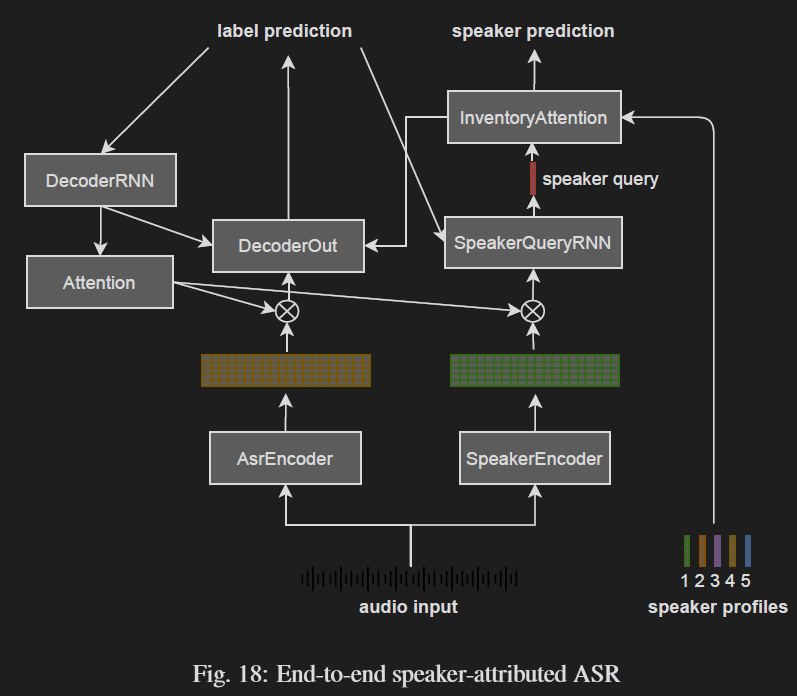 label prediction
speaker prediction
InventoryAttention
DecoderRNN
speaker query
DecoderOut
SpeakerQueryRNN
Attention
AsrEncoder
SpeakerEncoder
1 2 3 4 5
audio input
speaker profiles
Fig. 18: End-to-end speaker-attributed ASR